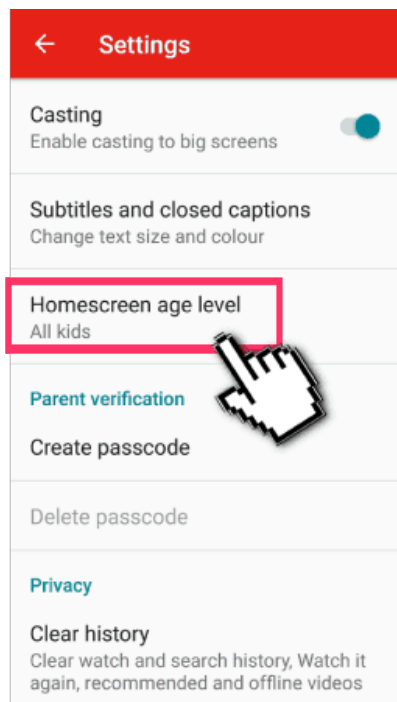 Settings
Casting
Enable casting to big screens
Subtitles and closed captions
Change text size and colour
Homescreen age level
All kids
Parent verification
Create passcode
Delete passcode
Privacy
Clear history
Clear watch and search history, Watch it
again, recommended and offline videos